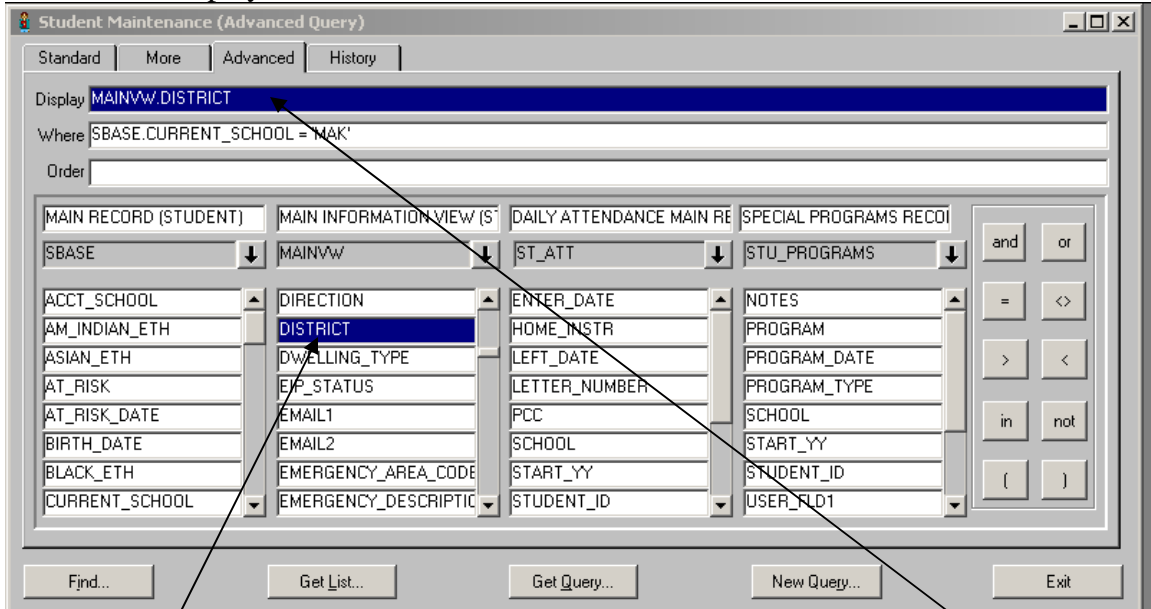 Student Maintenance (Advanced Query)
Standard More Advanced History
Display MAINVW.DISTRICT
Where SBASE.CURRENT_SCHOOL = 'MAK'
Order
MAIN RECORD (STUDENT) MAIN INFORMATION VIEW (ST DAILY ATTENDANCE MAIN RE SPECIAL PROGRAMS RECO
SBASE MAINVW ST_ATT STU_PROGRAMS and or
ACCT_SCHOOL DIRECTION ENTER_DATE NOTES = <>
AM_INDIAN_ETH DISTRICT HOME_INSTR PROGRAM
ASIAN_ETH DWELLING_TYPE LEFT_DATE PROGRAM_DATE > <
AT_RISK EIP_STATUS LETTER_NUMBER PROGRAM_TYPE
AT_RISK_DATE EMAIL1 PCC SCHOOL in not
BIRTH_DATE EMAIL2 SCHOOL START_YY
BLACK_ETH EMERGENCY_AREA_CODE START_YY STUDENT_ID ( )
CURRENT_SCHOOL EMERGENCY_DESCRIPTIC STUDENT_ID USER_FLD1
Find... Get List... Get Query... New Query... Exit